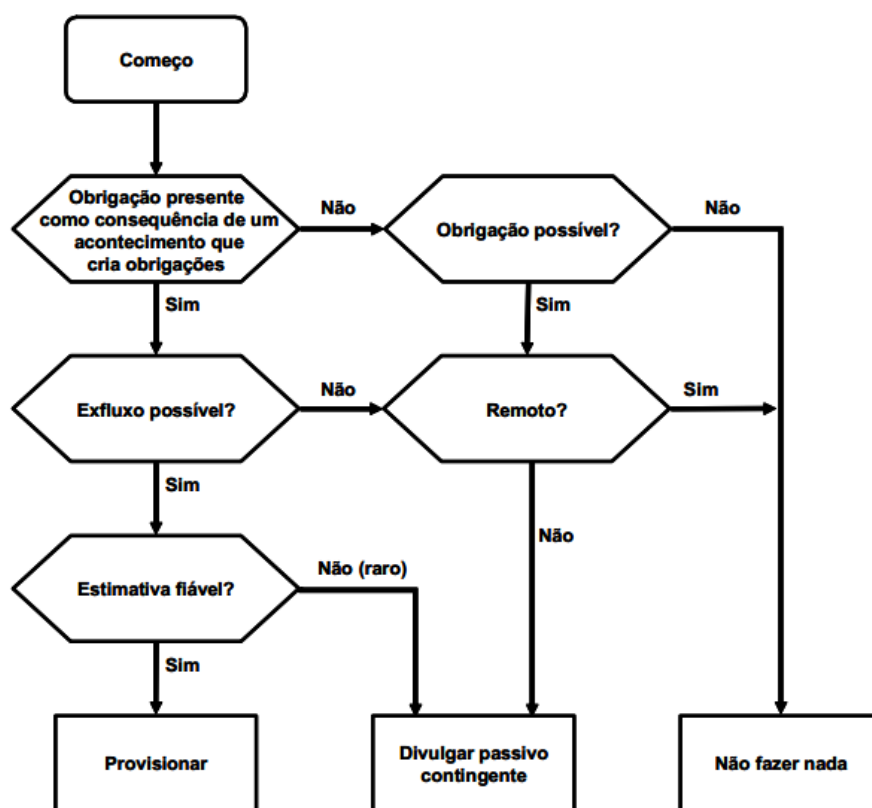 Começo
Obrigação presente
como consequência de um
acontecimento que
cria obrigações
Não
Obrigação possível?
Não
Sim
Sim
Exfluxo possível?
Não
Remoto?
Sim
Sim
Não
Estimativa fiável?
Não (raro)
Sim
Provisionar
Divulgar passivo
contingente
Não fazer nada